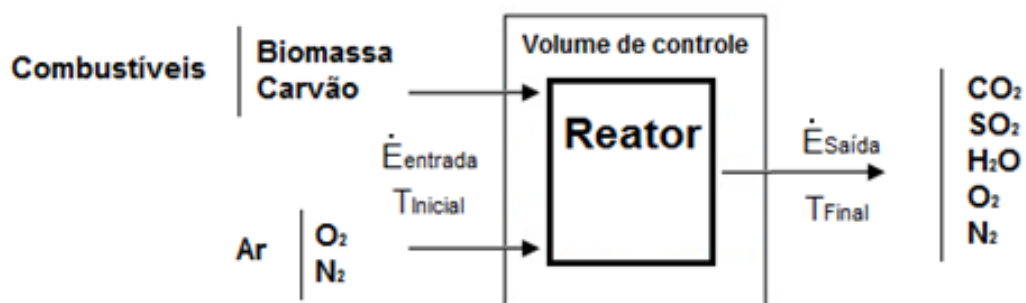 Combustíveis
Biomassa
Carvão
Volume de controle
Reator
Ėentrada
TInicial
ĖSaída
TFinal
Ar
O₂
N₂
CO₂
SO₂
H₂O
O₂
N₂